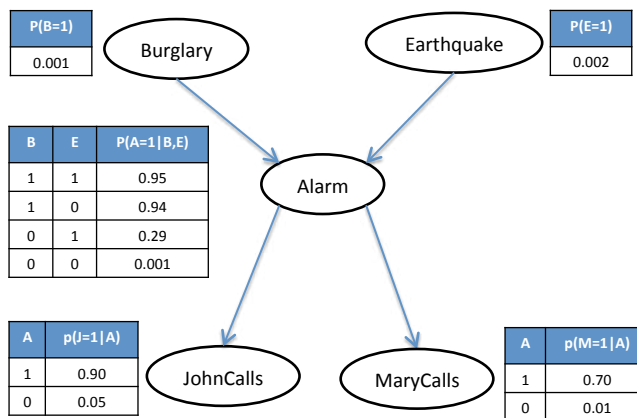 P(B=1)
0.001
Burglary
Earthquake
P(E=1)
0.002
B E P(A=1|B,E)
1 1 0.95
1 0 0.94
0 1 0.29
0 0 0.001
Alarm
A p(J=1|A)
1 0.90
0 0.05
JohnCalls
MaryCalls
A p(M=1|A)
1 0.70
0 0.01